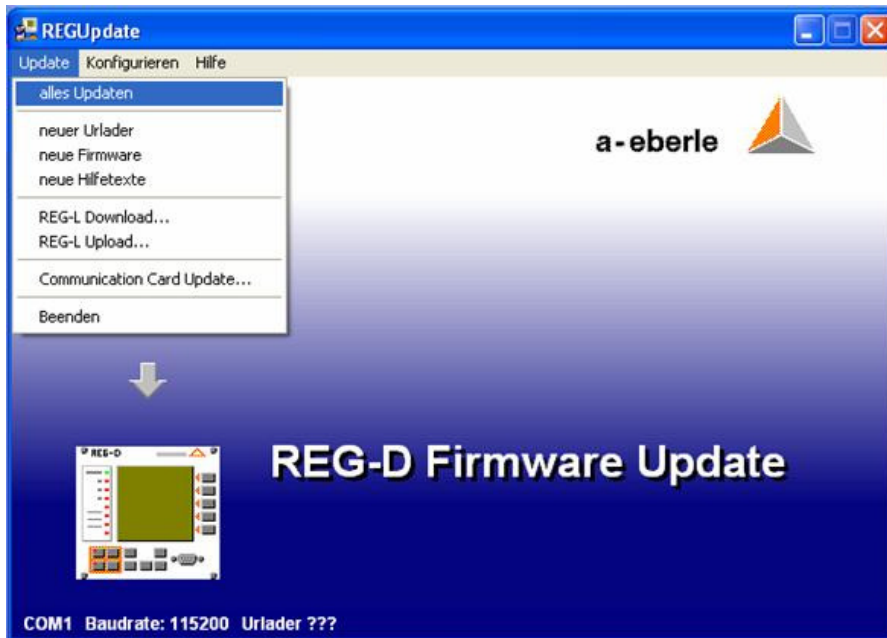 REGUpdate
Update Konfigurieren Hilfe
alles Updaten
neuer Urlader
neue Firmware
neue Hilfetexte
REG-L Download...
REG-L Upload...
Communication Card Update...
Beenden
a-eberle
REG-D
REG-D Firmware Update
COM1 Baudrate: 115200 Urlader ???